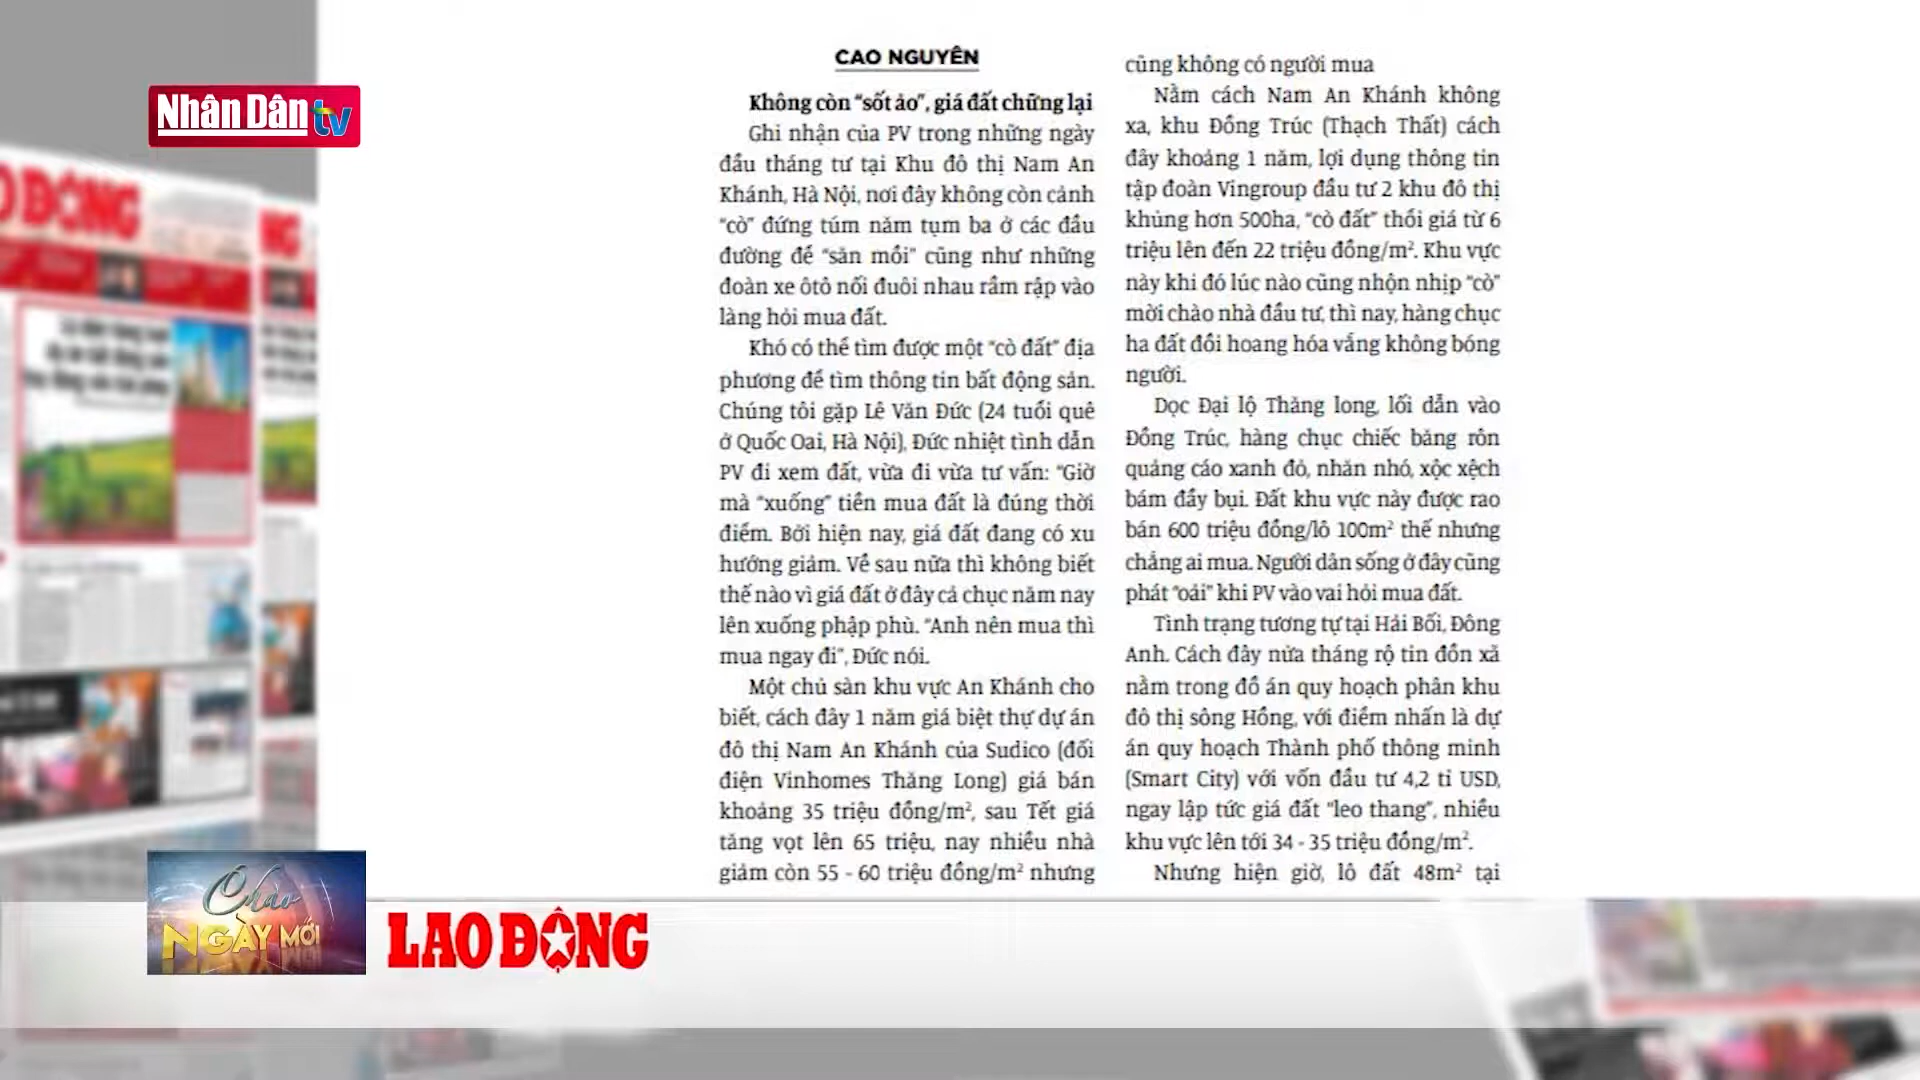 Nhân Dân tv
CAO NGUYÊN
Không còn “sốt ảo”, giá đất chững lại
Ghi nhận của PV trong những ngày
đầu tháng tư tại Khu đô thị Nam An
Khánh, Hà Nội, nơi đây không còn cảnh
“cò” đứng túm năm tụm ba ở các đầu
đường để “săn mồi” cũng như những
đoàn xe ôtô nối đuôi nhau rầm rập vào
làng hỏi mua đất.
Khó có thể tìm được một “cò đất” địa
phương để tìm thông tin bất động sản.
Chúng tôi gặp Lê Văn Đức (24 tuổi quê
ở Quốc Oai, Hà Nội), Đức nhiệt tình dẫn
PV đi xem đất, vừa đi vừa tư vấn: “Giờ
mà “xuống” tiền mua đất là đúng thời
điểm. Bởi hiện nay, giá đất đang có xu
hướng giảm. Về sau nữa thì không biết
thế nào vì giá đất ở đây cả chục năm nay
lên xuống phập phù. “Anh nên mua thì
mua ngay đi”, Đức nói.
Một chủ sàn khu vực An Khánh cho
biết, cách đây 1 năm giá biệt thự dự án
đô thị Nam An Khánh của Sudico (đối
điện Vinhomes Thăng Long) giá bán
khoảng 35 triệu đồng/m², sau Tết giá
tăng vọt lên 65 triệu, nay nhiều nhà
giảm còn 55 - 60 triệu đồng/m² nhưng
cũng không có người mua
Nằm cách Nam An Khánh không
xa, khu Đồng Trúc (Thạch Thất) cách
đây khoảng 1 năm, lợi dụng thông tin
tập đoàn Vingroup đầu tư 2 khu đô thị
khủng hơn 500ha, “cò đất” thổi giá từ 6
triệu lên đến 22 triệu đồng/m². Khu vực
này khi đó lúc nào cũng nhộn nhịp “cò”
mời chào nhà đầu tư, thì nay, hàng chục
ha đất đồi hoang hóa vắng không bóng
người.
Dọc Đại lộ Thăng long, lối dẫn vào
Đồng Trúc, hàng chục chiếc băng rôn
quảng cáo xanh đỏ, nhăn nhó, xộc xệch
bám đầy bụi. Đất khu vực này được rao
bán 600 triệu đồng/lô 100m² thế nhưng
chẳng ai mua. Người dân sống ở đây cũng
phát “oải” khi PV vào vai hỏi mua đất.
Tình trạng tương tự tại Hải Bối, Đông
Anh. Cách đây nửa tháng rộ tin đồn xã
nằm trong đồ án quy hoạch phân khu
đô thị sông Hồng, với điểm nhấn là dự
án quy hoạch Thành phố thông minh
(Smart City) với vốn đầu tư 4,2 tỉ USD,
ngay lập tức giá đất “leo thang”, nhiều
khu vực lên tới 34 - 35 triệu đồng/m².
Nhưng hiện giờ, lô đất 48m² tại
Chào
NGÀY MỚI
LAO ĐỘNG